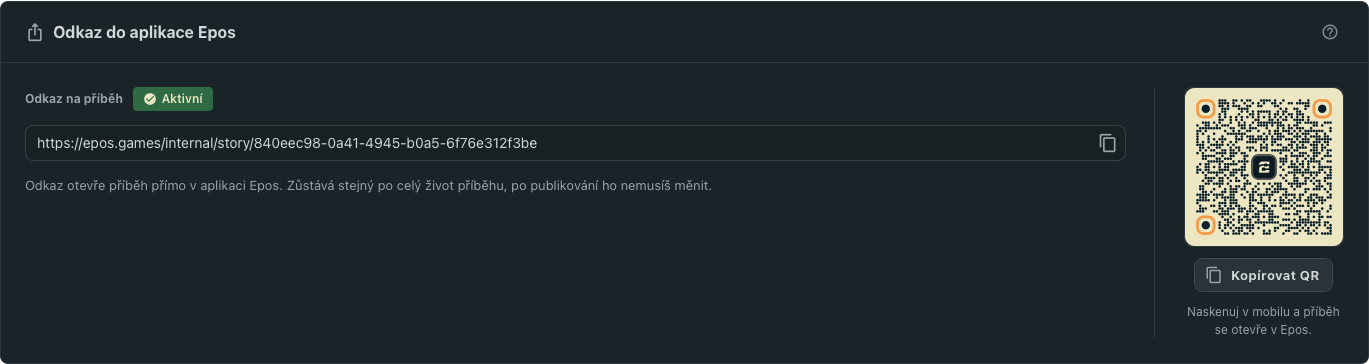 Odkaz do aplikace Epos
Odkaz na příběh
Aktivní
https://epos.games/internal/story/840eec98-0a41-4945-b0a5-6f76e312f3be
Odkaz otevře příběh přímo v aplikaci Epos. Zůstává stejný po celý život příběhu, po publikování ho nemusíš měnit.
Kopírovat QR
Naskenuj v mobilu a příběh
se otevře v Epos.